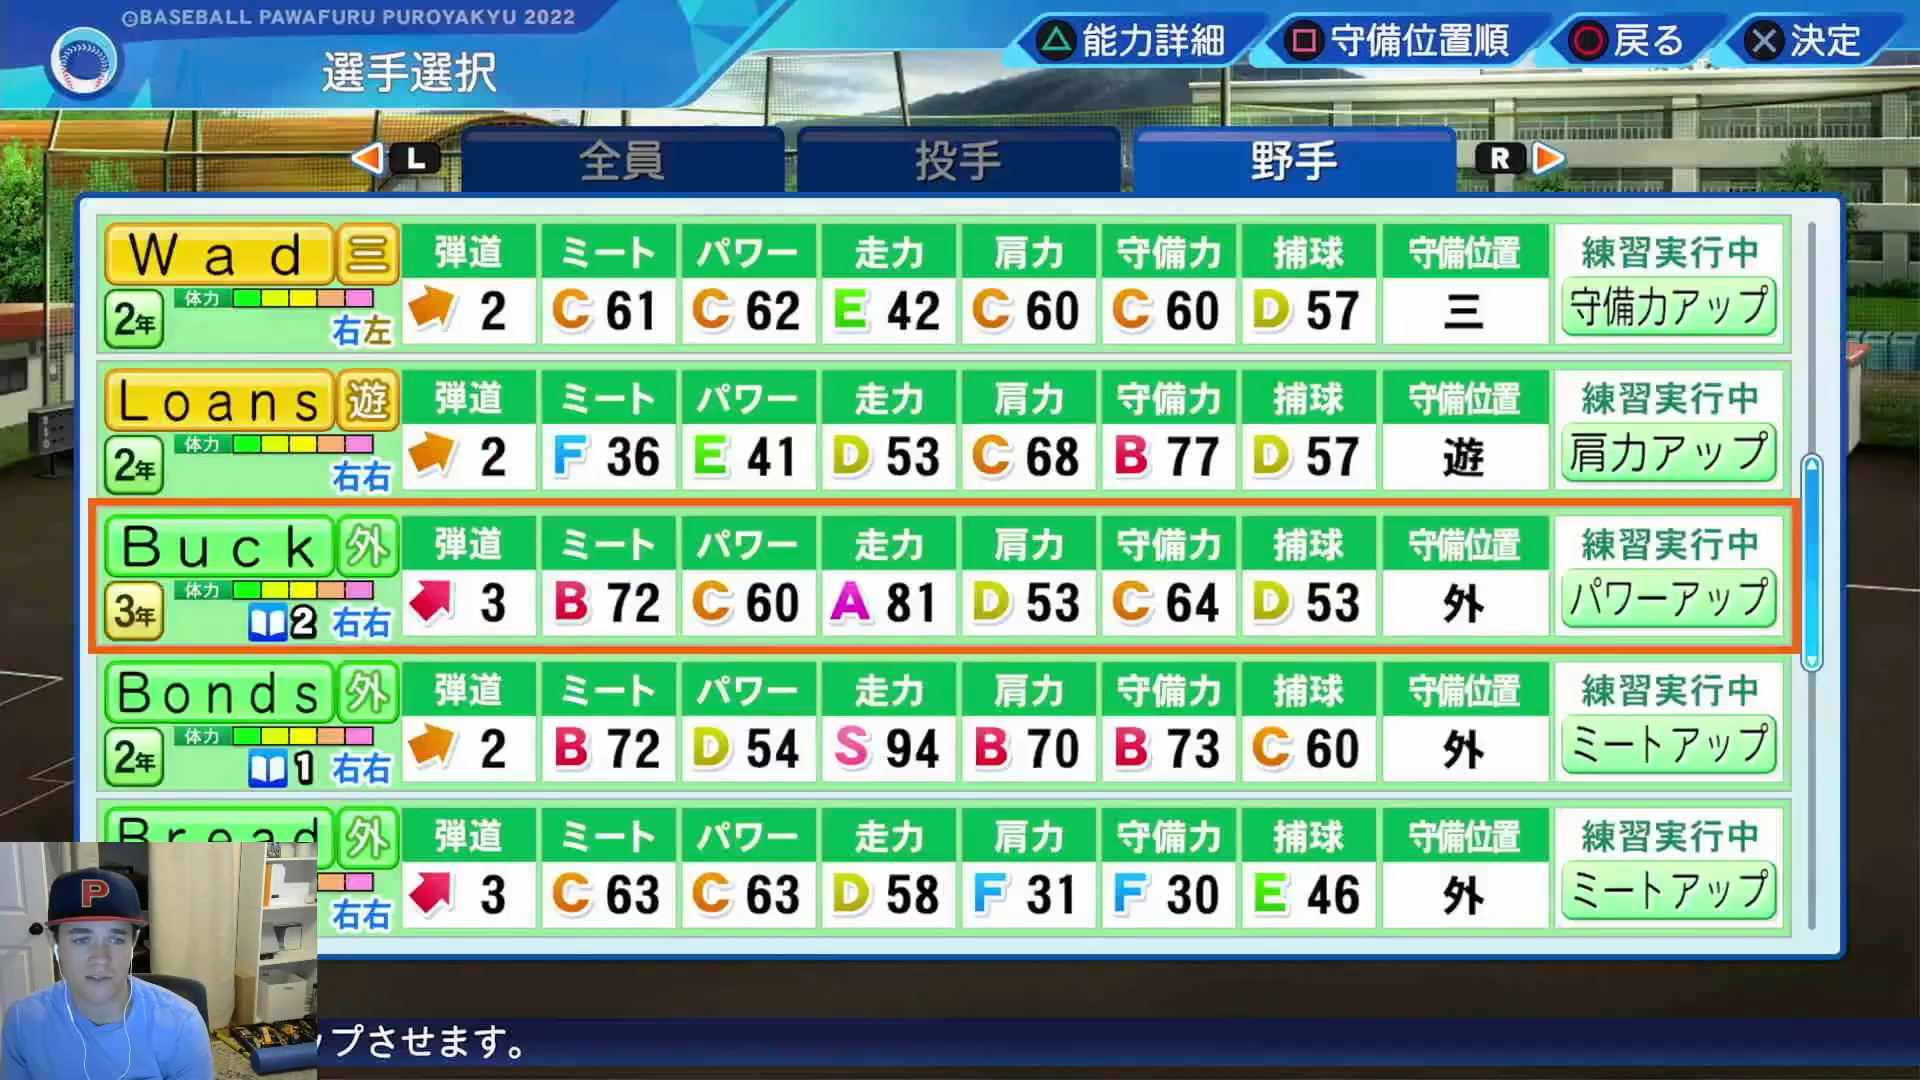 ©BASEBALL PAWAFURU PUROYAKYU 2022
選手選択
能力詳細 守備位置順 戻る 決定
L 全員 投手 野手 R
Wad 三 弾道 ミート パワー 走力 肩力 守備力 捕球 守備位置 練習実行中
2年 体力 右左 2 C 61 C 62 E 42 C 60 C 60 D 57 三 守備力アップ
Loans 遊 弾道 ミート パワー 走力 肩力 守備力 捕球 守備位置 練習実行中
2年 体力 右右 2 F 36 E 41 D 53 C 68 B 77 D 57 遊 肩力アップ
Buck 外 弾道 ミート パワー 走力 肩力 守備力 捕球 守備位置 練習実行中
3年 体力 2 右右 3 B 72 C 60 A 81 D 53 C 64 D 53 外 パワーアップ
Bonds 外 弾道 ミート パワー 走力 肩力 守備力 捕球 守備位置 練習実行中
2年 体力 1 右右 2 B 72 D 54 S 94 B 70 B 73 C 60 外 ミートアップ
Bread 外 弾道 ミート パワー 走力 肩力 守備力 捕球 守備位置 練習実行中
右右 3 C 63 C 63 D 58 F 31 F 30 E 46 外 ミートアップ
P
プさせます。